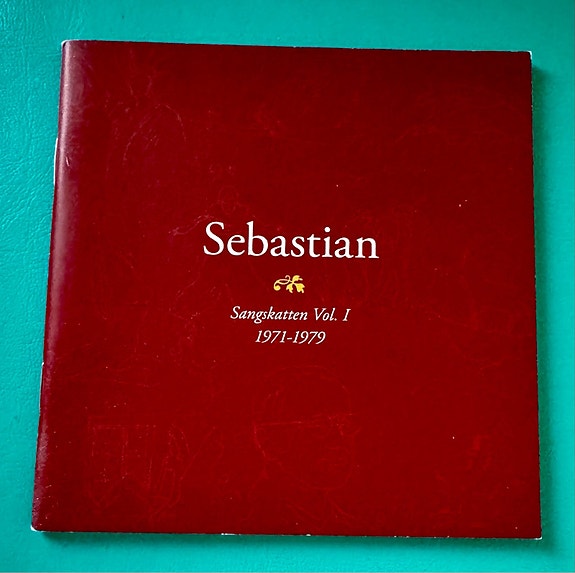 Sebastian
Sangskatten Vol. I
1971-1979